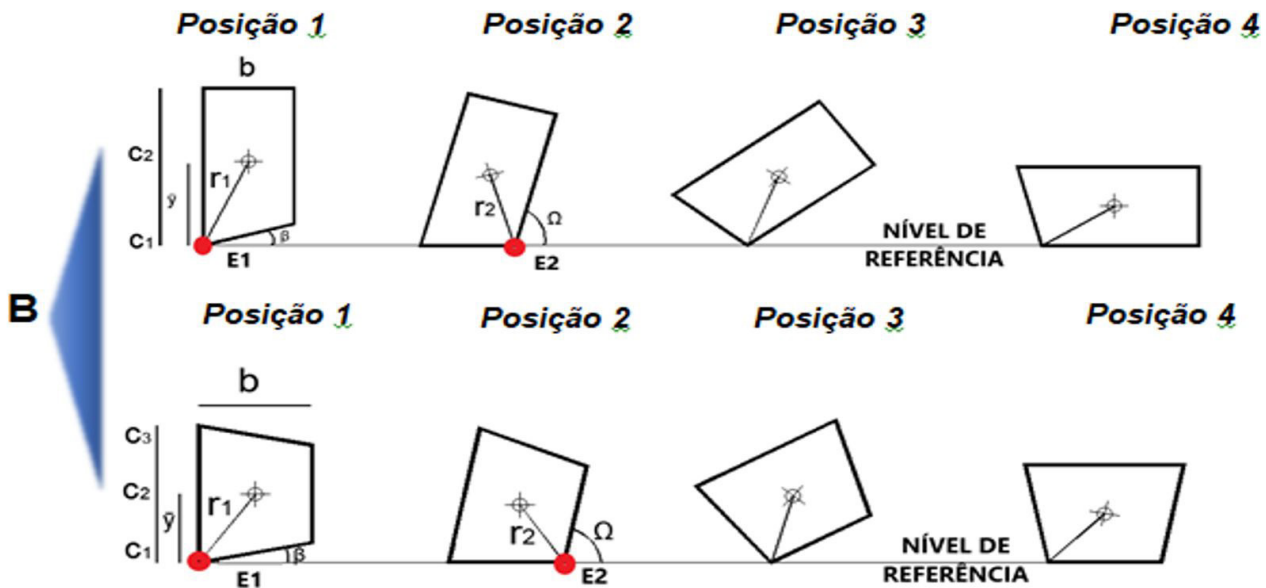 Posição 1 Posição 2 Posição 3 Posição 4
b
C2
r1
ȳ
r2
Ω
C1
β
E1
E2
NÍVEL DE
REFERÊNCIA
B
Posição 1 Posição 2 Posição 3 Posição 4
b
C3
C2
r1
ȳ
r2
Ω
C1
β
E1
E2
NÍVEL DE
REFERÊNCIA